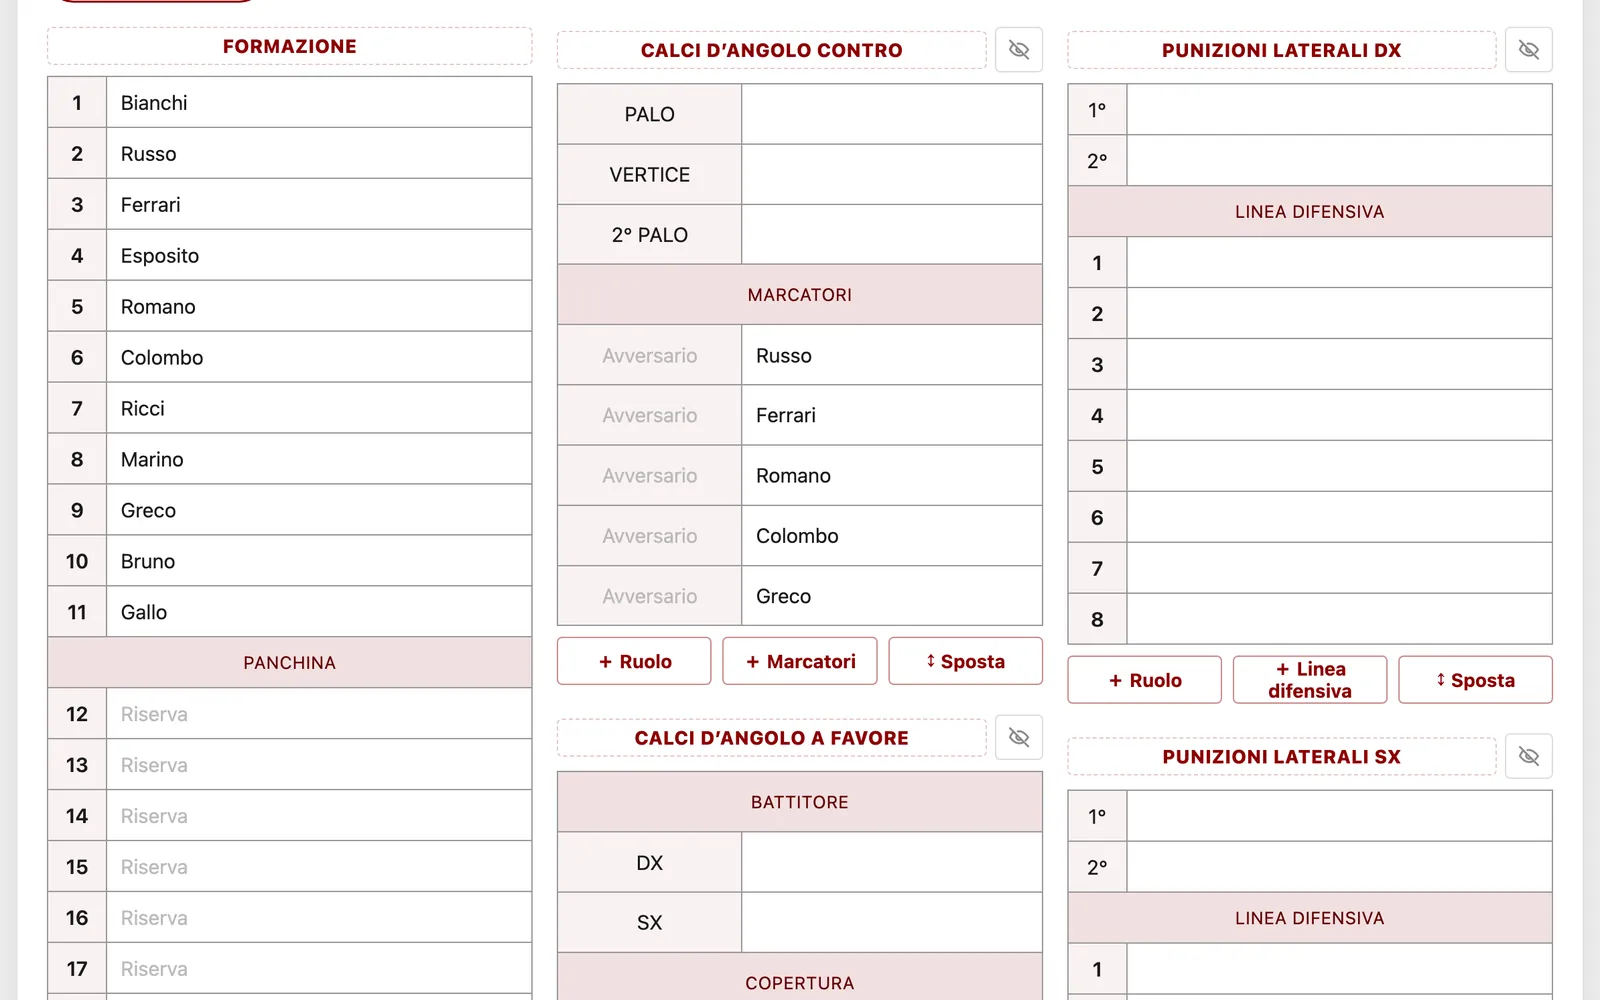 FORMAZIONE
1 Bianchi
2 Russo
3 Ferrari
4 Esposito
5 Romano
6 Colombo
7 Ricci
8 Marino
9 Greco
10 Bruno
11 Gallo
PANCHINA
12 Riserva
13 Riserva
14 Riserva
15 Riserva
16 Riserva
17 Riserva
CALCI D’ANGOLO CONTRO
PALO
VERTICE
2° PALO
MARCATORI
Avversario Russo
Avversario Ferrari
Avversario Romano
Avversario Colombo
Avversario Greco
+ Ruolo + Marcatori ↕ Sposta
CALCI D’ANGOLO A FAVORE
BATTITORE
DX
SX
COPERTURA
PUNIZIONI LATERALI DX
1°
2°
LINEA DIFENSIVA
1
2
3
4
5
6
7
8
+ Ruolo + Linea difensiva ↕ Sposta
PUNIZIONI LATERALI SX
1°
2°
LINEA DIFENSIVA
1